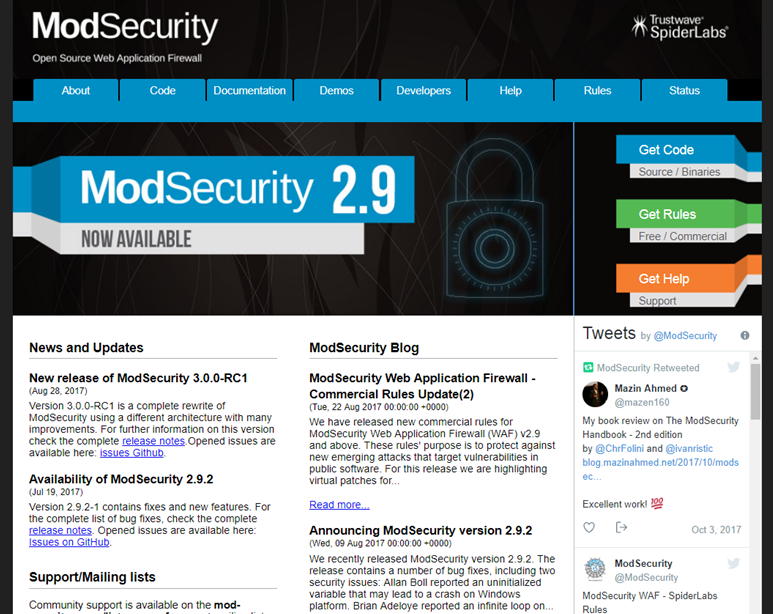 ModSecurity
Open Source Web Application Firewall
Trustwave®
SpiderLabs®
About
Code
Documentation
Demos
Developers
Help
Rules
Status
ModSecurity 2.9
NOW AVAILABLE
Get Code
Source / Binaries
Get Rules
Free / Commercial
Get Help
Support
News and Updates
New release of ModSecurity 3.0.0-RC1
(Aug 28, 2017)
Version 3.0.0-RC1 is a complete rewrite of
ModSecurity using a different architecture with many
improvements. For further information on this version
check the complete release notes.Opened issues are
available here: issues Github.
Availability of ModSecurity 2.9.2
(Jul 19, 2017)
Version 2.9.2-1 contains fixes and new features. For
the complete list of bug fixes, check the complete
release notes. Opened issues are available here:
Issues on GitHub.
Support/Mailing lists
Community support is available on the mod-
ModSecurity Blog
ModSecurity Web Application Firewall -
Commercial Rules Update(2)
(Tue, 22 Aug 2017 00:00:00 +0000)
We have released new commercial rules for
ModSecurity Web Application Firewall (WAF) v2.9
and above. These rules' purpose is to protect against
new emerging attacks that target vulnerabilities in
public software. For this release we are highlighting
virtual patches for...
Read more...
Announcing ModSecurity version 2.9.2
(Wed, 09 Aug 2017 00:00:00 +0000)
We recently released ModSecurity version 2.9.2. The
release contains a number of bug fixes, including two
security issues: Allan Boll reported an uninitialized
variable that may lead to a crash on Windows
platform. Brian Adeloye reported an infinite loop on...
Tweets by @ModSecurity
ModSecurity Retweeted
Mazin Ahmed
@mazen160
My book review on The ModSecurity
Handbook - 2nd edition
by @ChrFolini and @ivanristic
blog.mazinahmed.net/2017/10/mods
ec...
Excellent work! 💯
Oct 3, 2017
ModSecurity
@ModSecurity
ModSecurity WAF - SpiderLabs
Rules